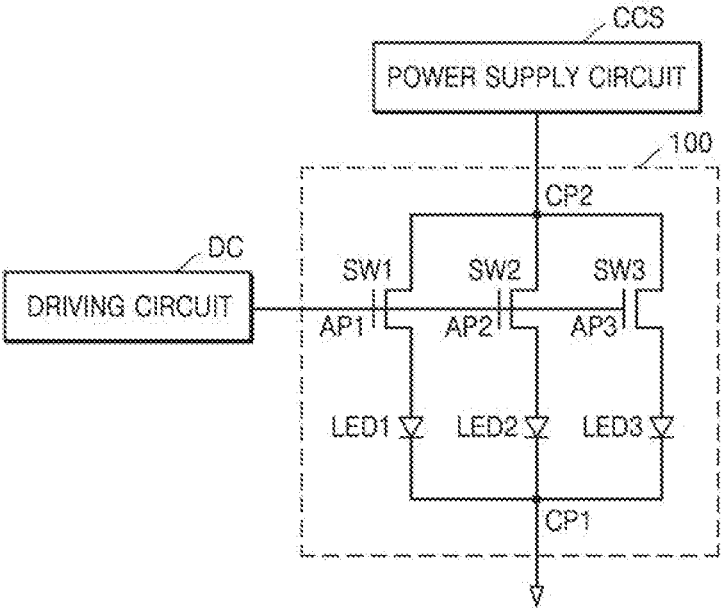 CCS
POWER SUPPLY CIRCUIT
100
CP2
DC
DRIVING CIRCUIT
SW1
SW2
SW3
AP1
AP2
AP3
LED1
LED2
LED3
CP1